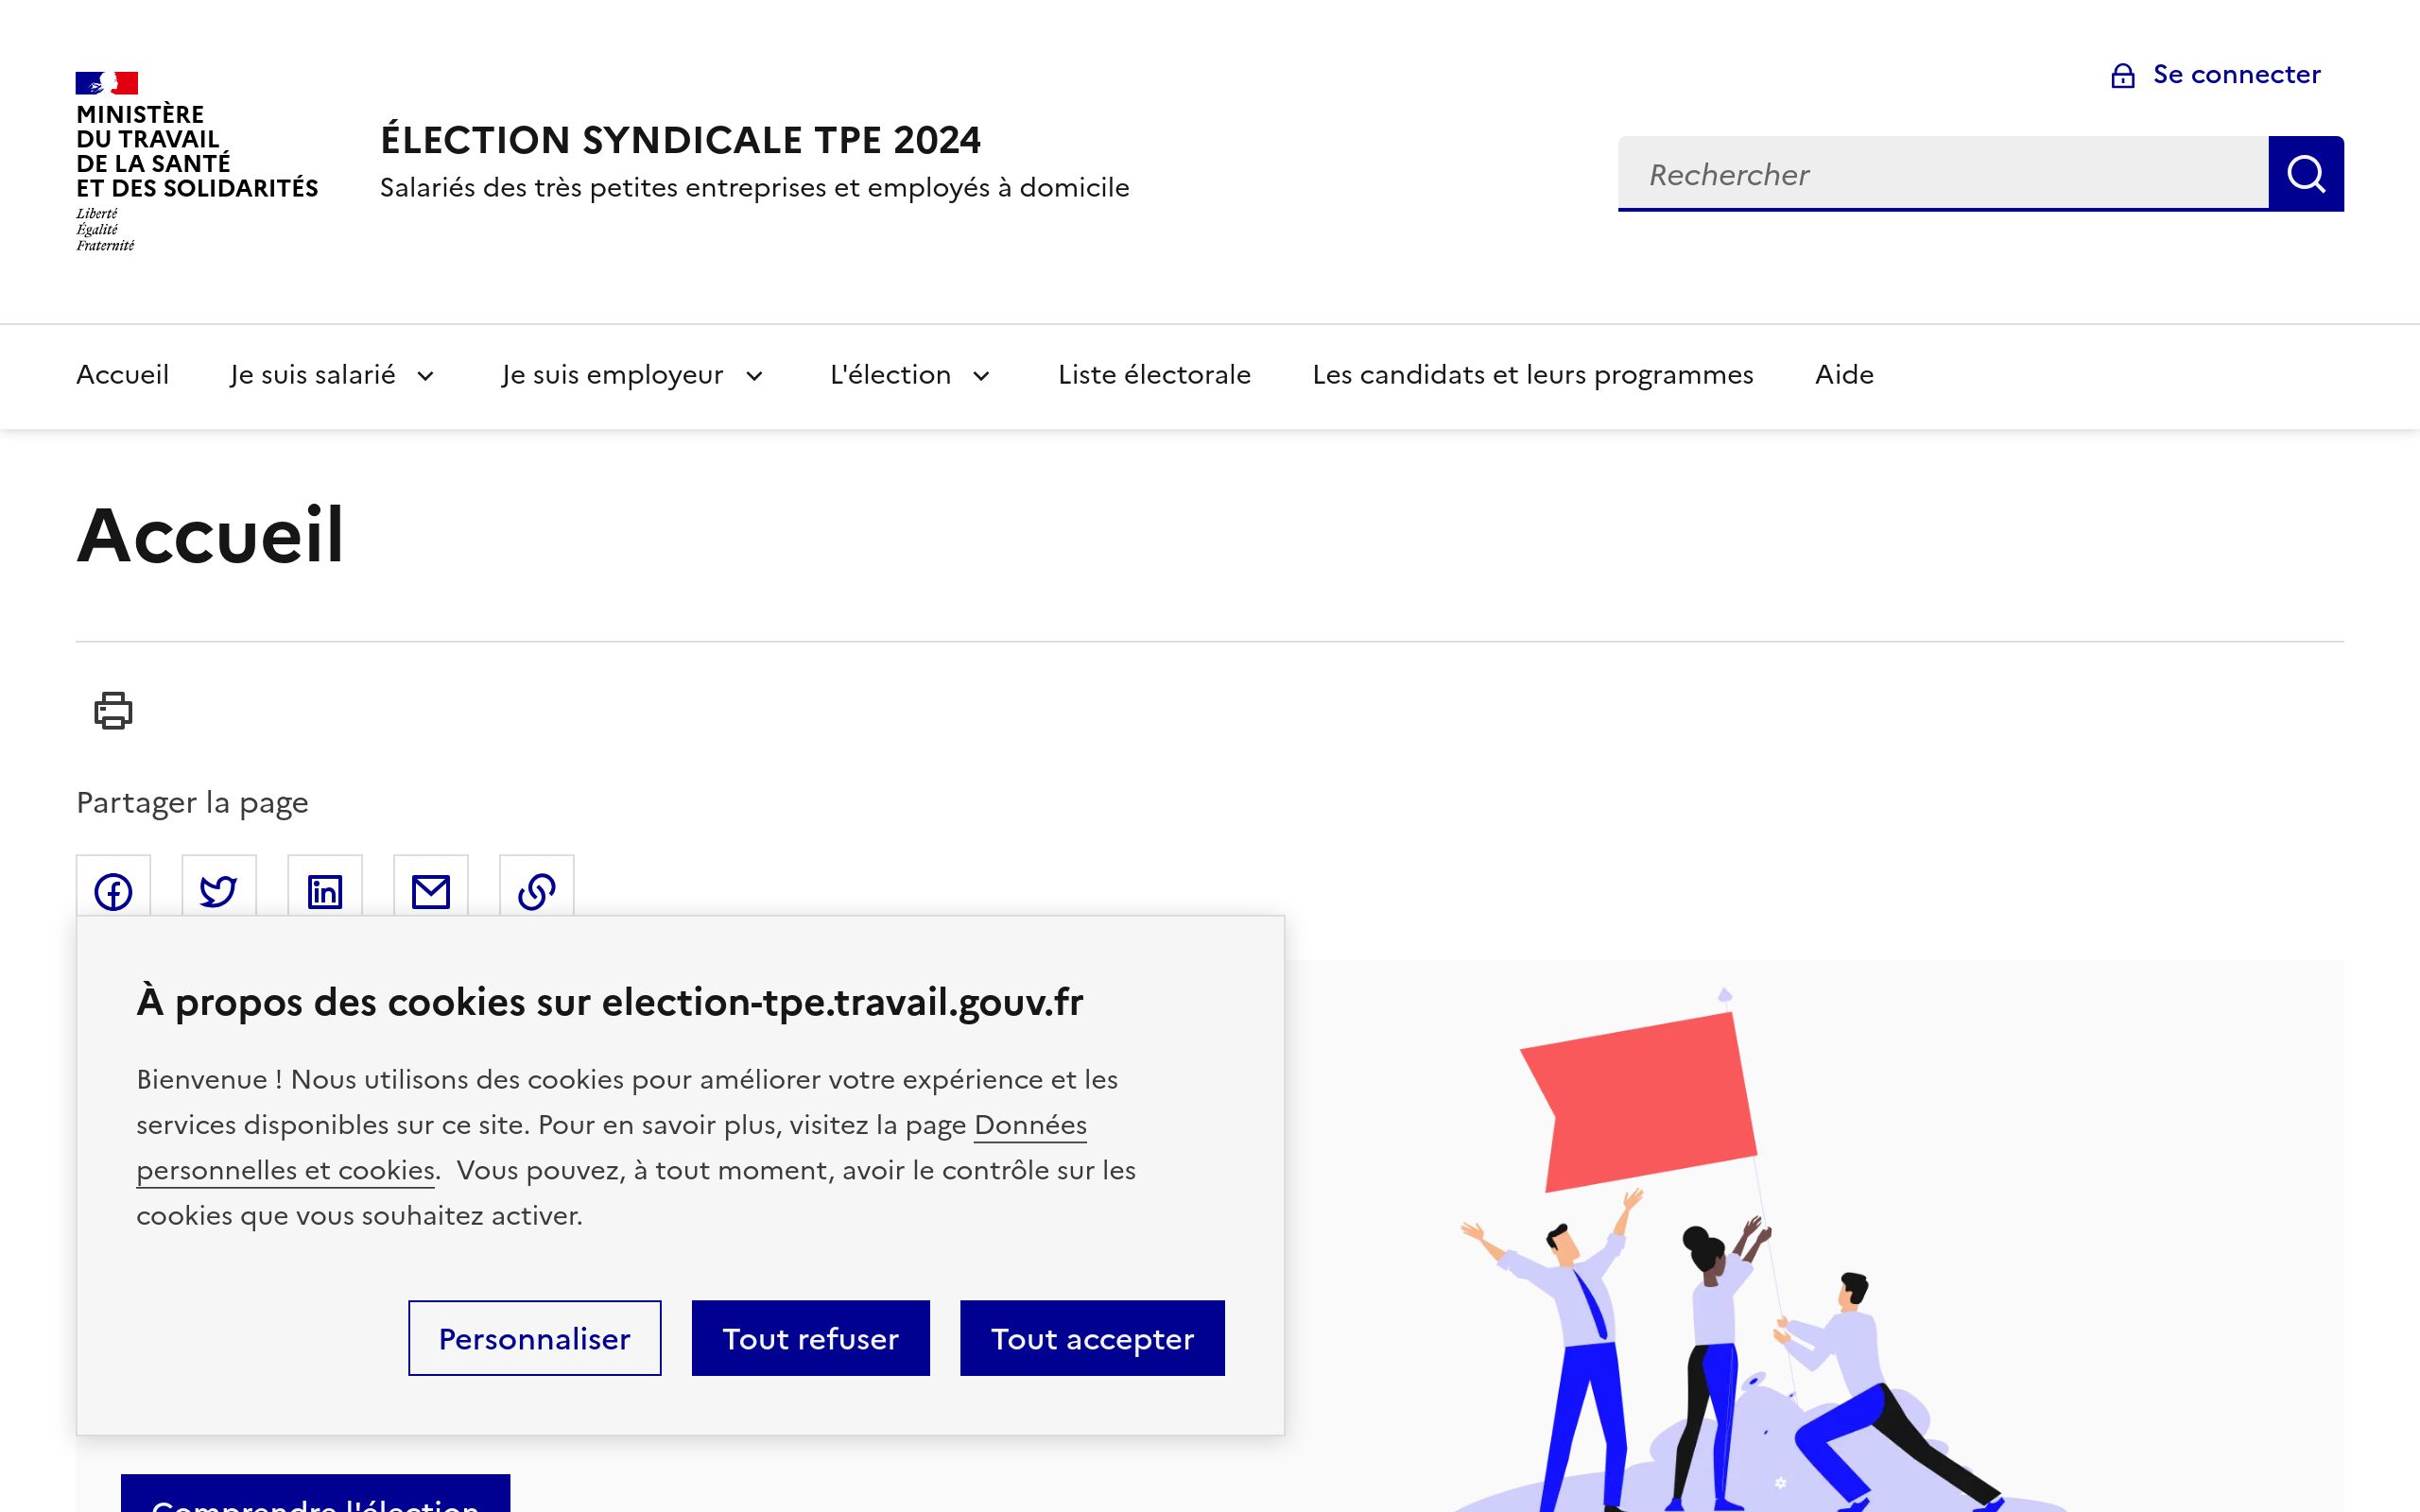 Se connecter
MINISTÈRE
DU TRAVAIL
DE LA SANTÉ
ET DES SOLIDARITÉS
Liberté
Égalité
Fraternité
ÉLECTION SYNDICALE TPE 2024
Salariés des très petites entreprises et employés à domicile
Rechercher
Accueil Je suis salarié Je suis employeur L'élection Liste électorale Les candidats et leurs programmes Aide
Accueil
Partager la page
À propos des cookies sur election-tpe.travail.gouv.fr
Bienvenue ! Nous utilisons des cookies pour améliorer votre expérience et les
services disponibles sur ce site. Pour en savoir plus, visitez la page Données
personnelles et cookies. Vous pouvez, à tout moment, avoir le contrôle sur les
cookies que vous souhaitez activer.
Personnaliser Tout refuser Tout accepter
Comprendre l'élection